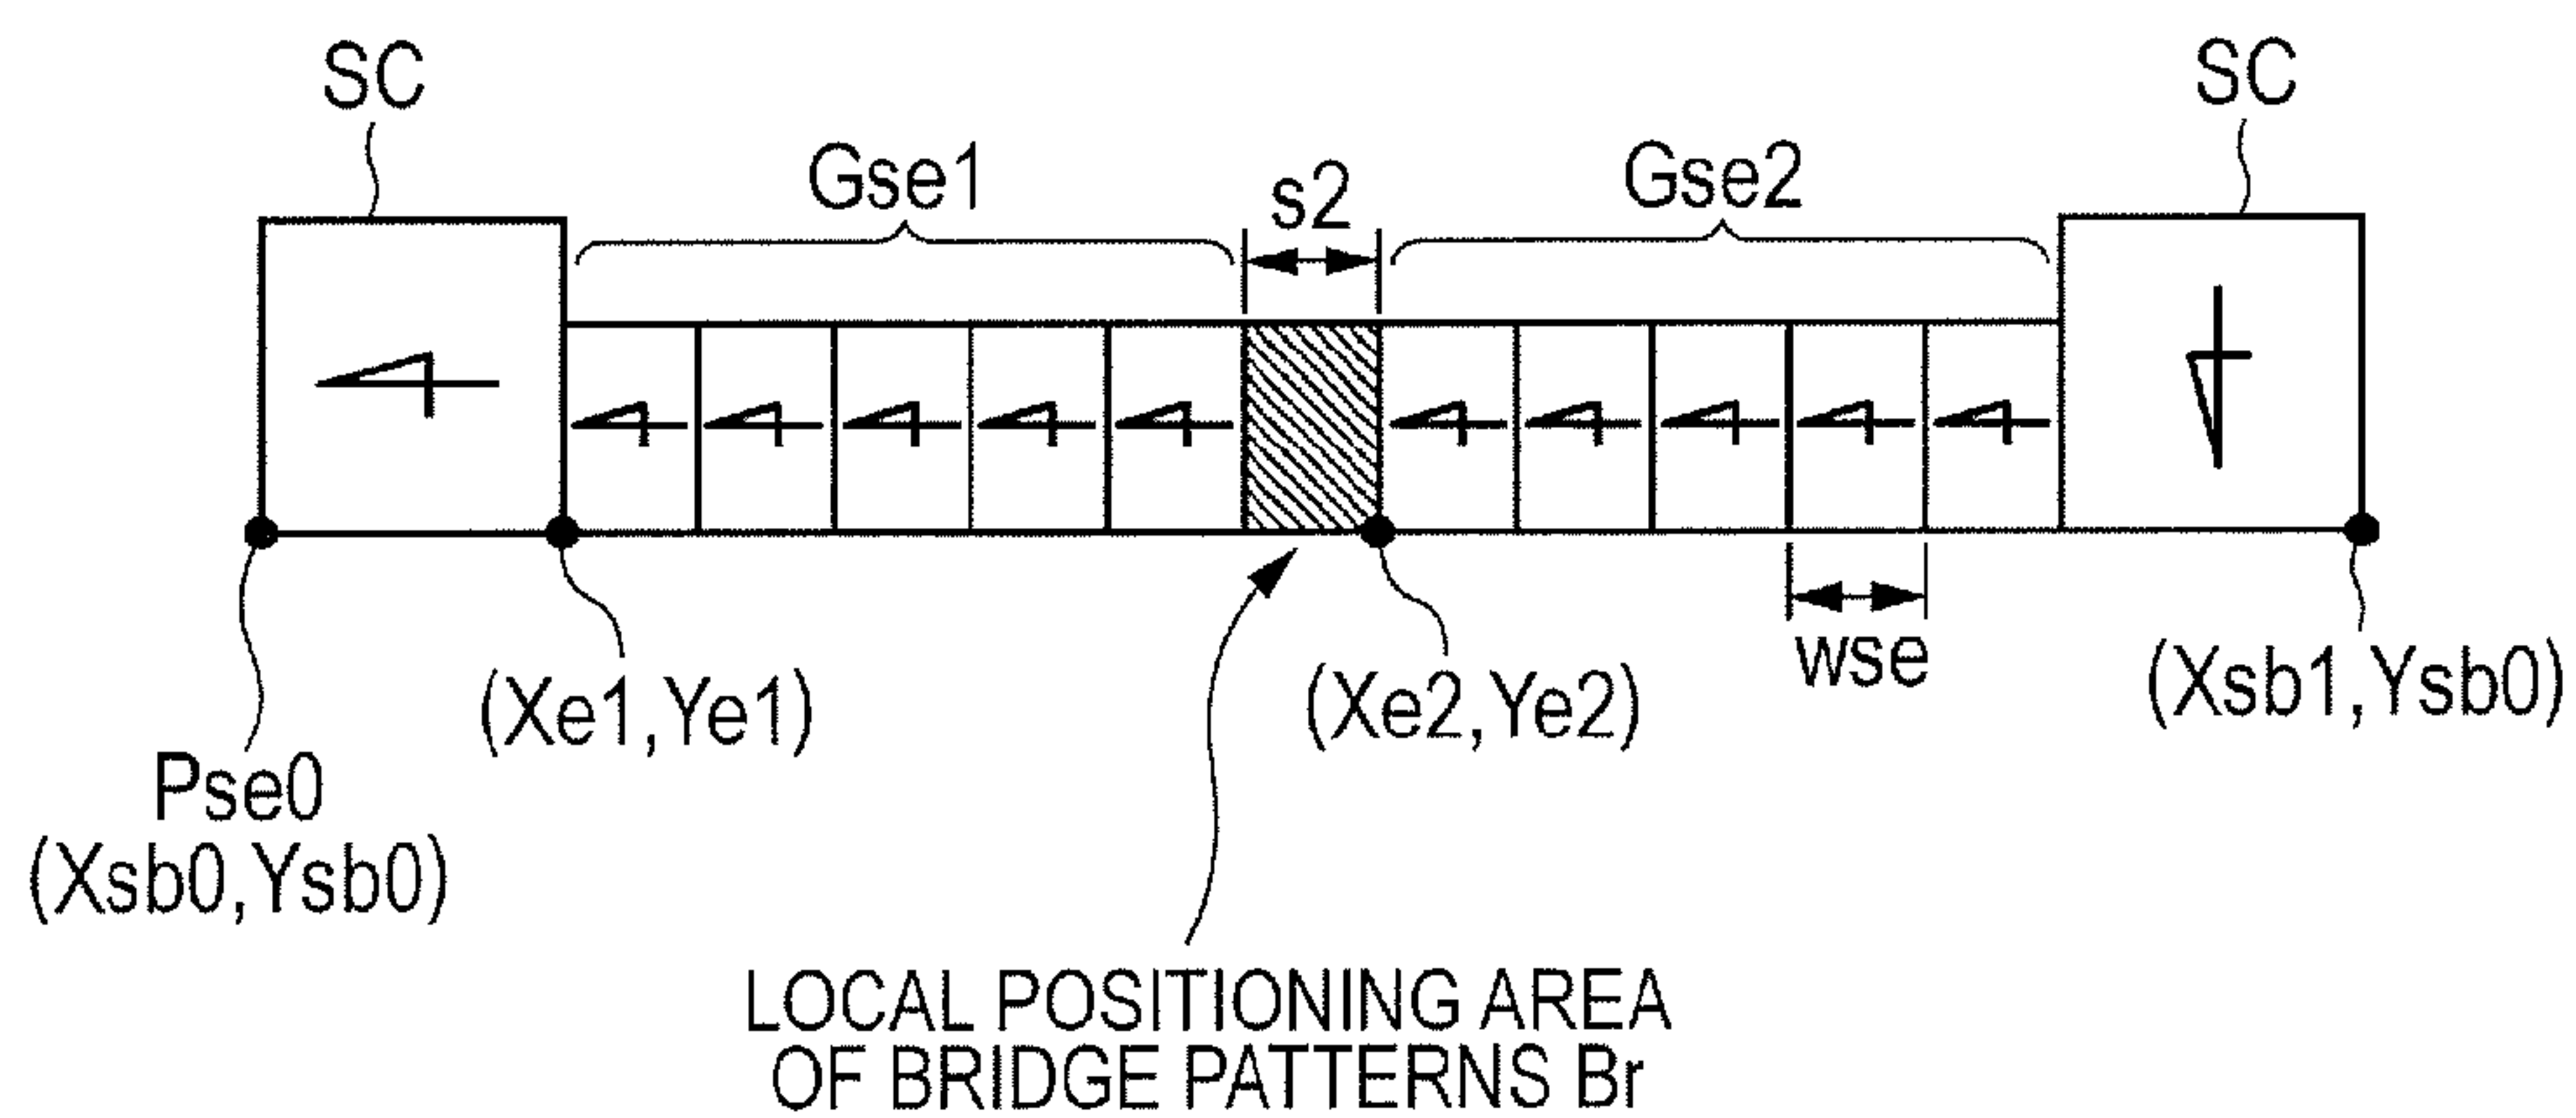 SC
SC
Gse1
s2
Gse2
wse
(Xe1,Ye1)
(Xe2,Ye2)
(Xsb1,Ysb0)
Pse0
(Xsb0,Ysb0)
LOCAL POSITIONING AREA
OF BRIDGE PATTERNS Br